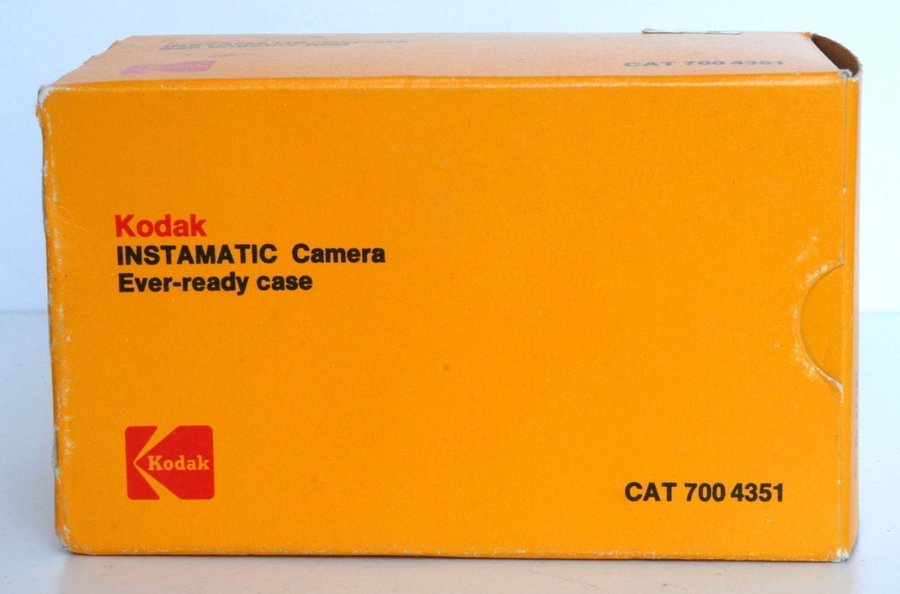 CAT 700 4351
Kodak
INSTAMATIC Camera
Ever-ready case
Kodak
CAT 700 4351